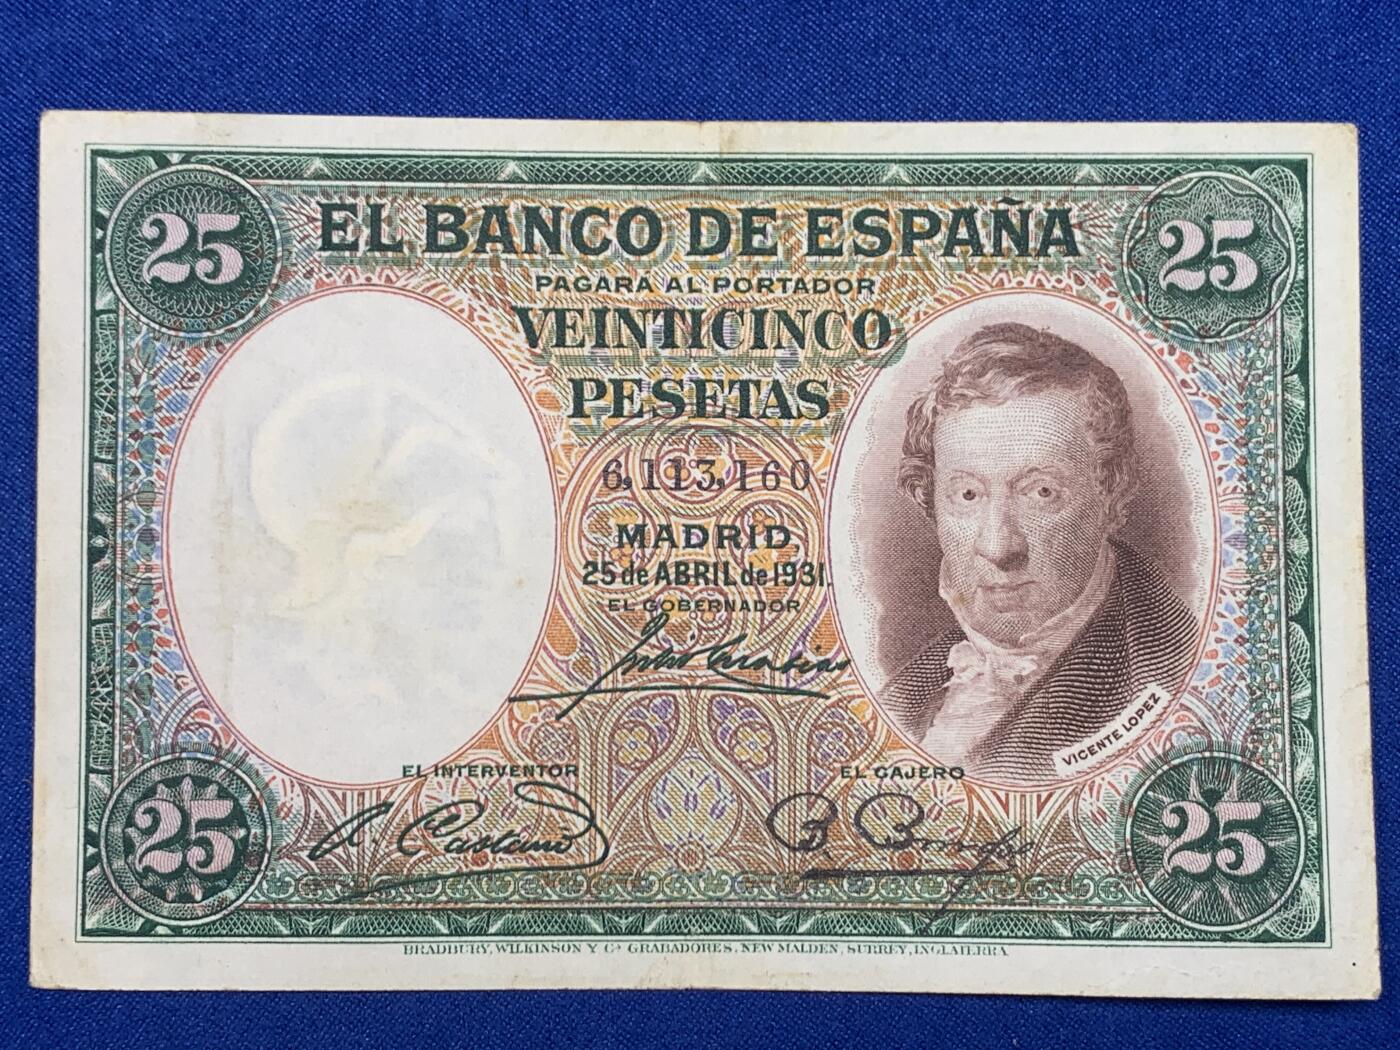 25 25
EL BANCO DE ESPAÑA
PAGARA AL PORTADOR
VEINTICINCO
PESETAS
6,113,160
MADRID
25 de ABRIL de 1931.
EL GOBERNADOR
VICENTE LOPEZ
EL INTERVENTOR EL CAJERO
25 25
BRADBURY, WILKINSON Y Cª GRABADORES, NEW MALDEN, SURREY, INGLATERRA